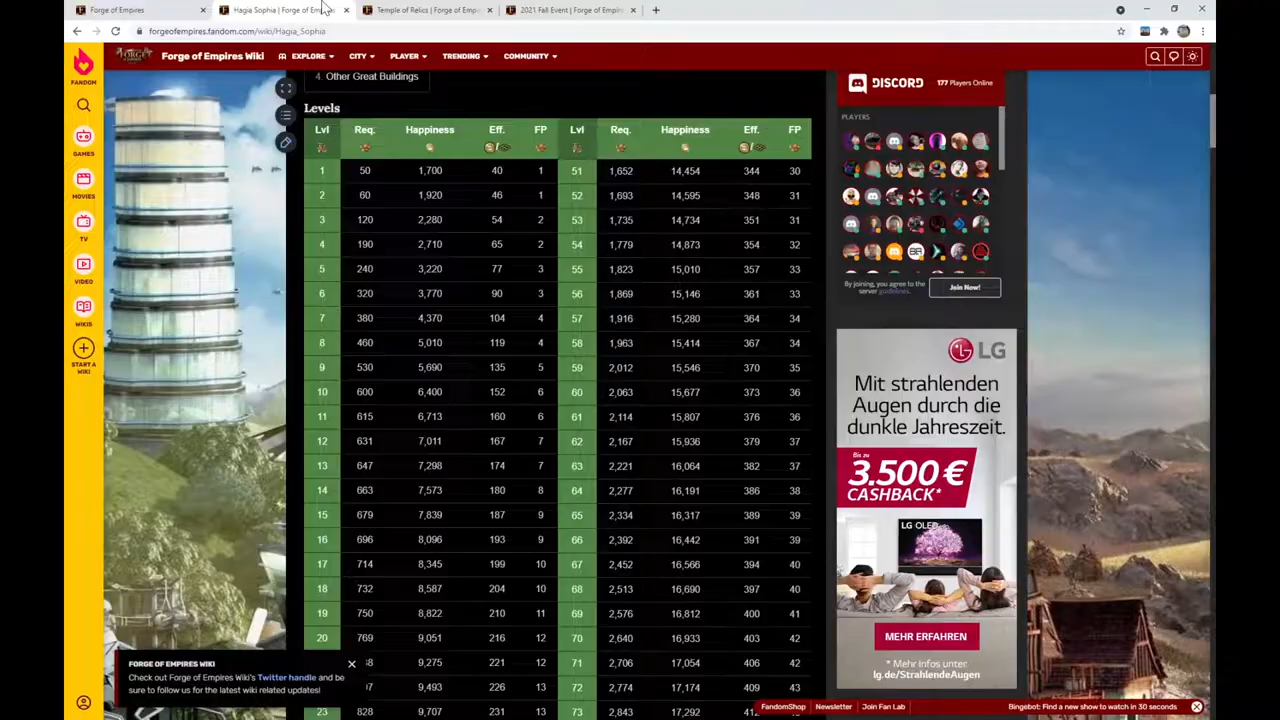 Forge of Empires
Hagia Sophia | Forge of Em
Temple of Relics | Forge of Empi
2021 Fall Event | Forge of Empir
forgeofempires.fandom.com/wiki/Hagia_Sophia
FANDOM
GAMES
MOVIES
TV
VIDEO
WIKIS
START A
WIKI
Forge of Empires Wiki
EXPLORE
CITY
PLAYER
TRENDING
COMMUNITY
4. Other Great Buildings
Levels
Lvl Req. Happiness Eff. FP Lvl Req. Happiness Eff. FP
1 50 1,700 40 1 51 1,652 14,454 344 30
2 60 1,920 46 1 52 1,693 14,595 348 31
3 120 2,280 54 2 53 1,735 14,734 351 31
4 190 2,710 65 2 54 1,779 14,873 354 32
5 240 3,220 77 3 55 1,823 15,010 357 33
6 320 3,770 90 3 56 1,869 15,146 361 33
7 380 4,370 104 4 57 1,916 15,280 364 34
8 460 5,010 119 4 58 1,963 15,414 367 34
9 530 5,690 135 5 59 2,012 15,546 370 35
10 600 6,400 152 6 60 2,063 15,677 373 36
11 615 6,713 160 6 61 2,114 15,807 376 36
12 631 7,011 167 7 62 2,167 15,936 379 37
13 647 7,298 174 7 63 2,221 16,064 382 37
14 663 7,573 180 8 64 2,277 16,191 386 38
15 679 7,839 187 9 65 2,334 16,317 389 39
16 696 8,096 193 9 66 2,392 16,442 391 39
17 714 8,345 199 10 67 2,452 16,566 394 40
18 732 8,587 204 10 68 2,513 16,690 397 40
19 750 8,822 210 11 69 2,576 16,812 400 41
20 769 9,051 216 12 70 2,640 16,933 403 42
9,275 221 12 71 2,706 17,054 406 42
9,493 226 13 72 2,774 17,174 409 43
23 828 9,707 231 13 73 2,843 17,292 43
FORGE OF EMPIRES WIKI
Check out Forge of Empires Wiki's Twitter handle and be
sure to follow us for the latest wiki related updates!
DISCORD
177 Players Online
PLAYERS
By joining, you agree to the
server guidelines.
Join Now!
LG
Mit strahlenden
Augen durch die
dunkle Jahreszeit.
Bis zu
3.500 €
CASHBACK*
LG OLED
MEHR ERFAHREN
* Mehr Infos unter
lg.de/StrahlendeAugen
FandomShop
Newsletter
Join Fan Lab
Bingebot: Find a new show to watch in 30 seconds